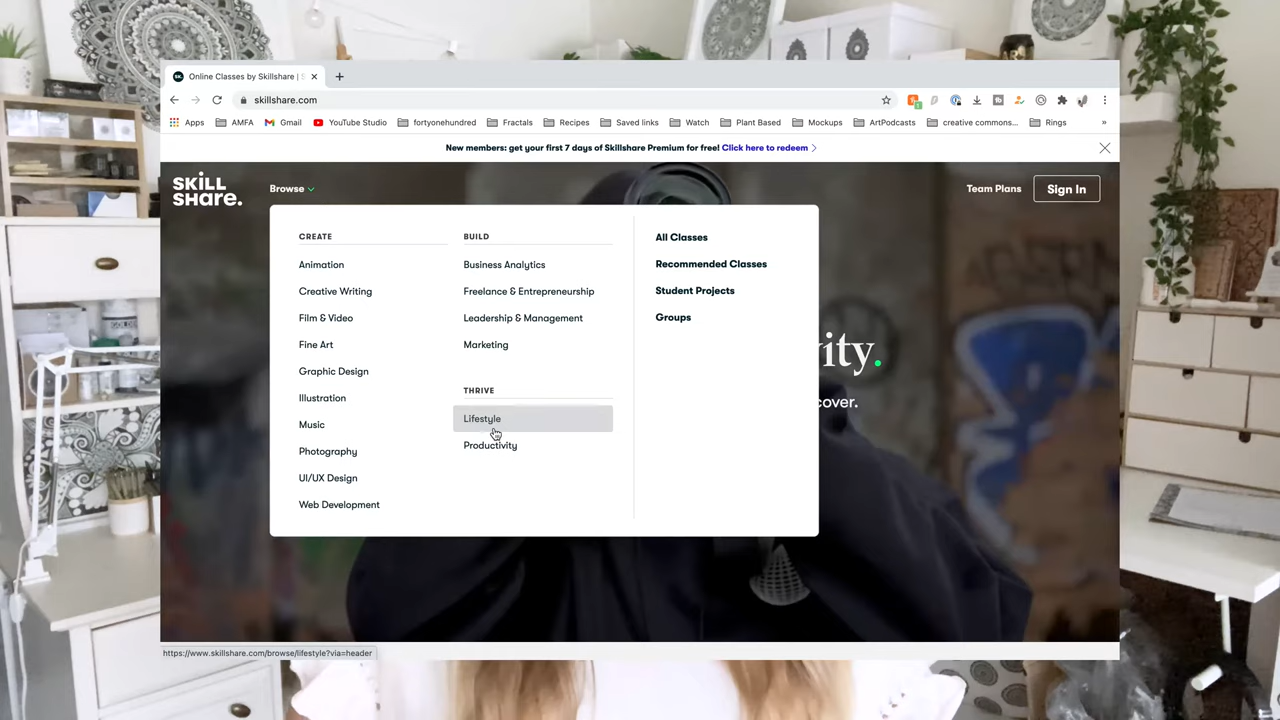 Online Classes by Skillshare | S
skillshare.com
Apps
AMFA
Gmail
YouTube Studio
fortyonehundred
Fractals
Recipes
Saved links
Watch
Plant Based
Mockups
ArtPodcasts
creative commons...
Rings
»
New members: get your first 7 days of Skillshare Premium for free! Click here to redeem
SKILL
SHARE.
Browse
Team Plans
Sign In
CREATE
Animation
Creative Writing
Film & Video
Fine Art
Graphic Design
Illustration
Music
Photography
UI/UX Design
Web Development
BUILD
Business Analytics
Freelance & Entrepreneurship
Leadership & Management
Marketing
THRIVE
Lifestyle
Productivity
All Classes
Recommended Classes
Student Projects
Groups
vity.
cover.
https://www.skillshare.com/browse/lifestyle?via=header